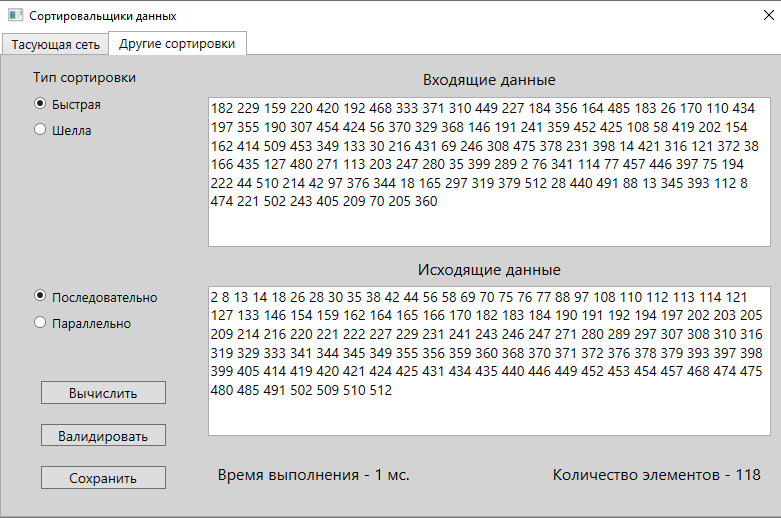 Сортировальщики данных
Тасующая сеть
Другие сортировки
Тип сортировки
Быстрая
Шелла
Входящие данные
182 229 159 220 420 192 468 333 371 310 449 227 184 356 164 485 183 26 170 110 434
197 355 190 307 454 424 56 370 329 368 146 191 241 359 452 425 108 58 419 202 154
162 414 509 453 349 133 30 216 431 69 246 308 475 378 231 398 14 421 316 121 372 38
166 435 127 480 271 113 203 247 280 35 399 289 2 76 341 114 77 457 446 397 75 194
222 44 510 214 42 97 376 344 18 165 297 319 379 512 28 440 491 88 13 345 393 112 8
474 221 502 243 405 209 70 205 360
Исходящие данные
Последовательно
Параллельно
2 8 13 14 18 26 28 30 35 38 42 44 56 58 69 70 75 76 77 88 97 108 110 112 113 114 121
127 133 146 154 159 162 164 165 166 170 182 183 184 190 191 192 194 197 202 203 205
209 214 216 220 221 222 227 229 231 241 243 246 247 271 280 289 297 307 308 310 316
319 329 333 341 344 345 349 355 356 359 360 368 370 371 372 376 378 379 393 397 398
399 405 414 419 420 421 424 425 431 434 435 440 446 449 452 453 454 457 468 474 475
480 485 491 502 509 510 512
Вычислить
Валидировать
Сохранить
Время выполнения - 1 мс.
Количество элементов - 118